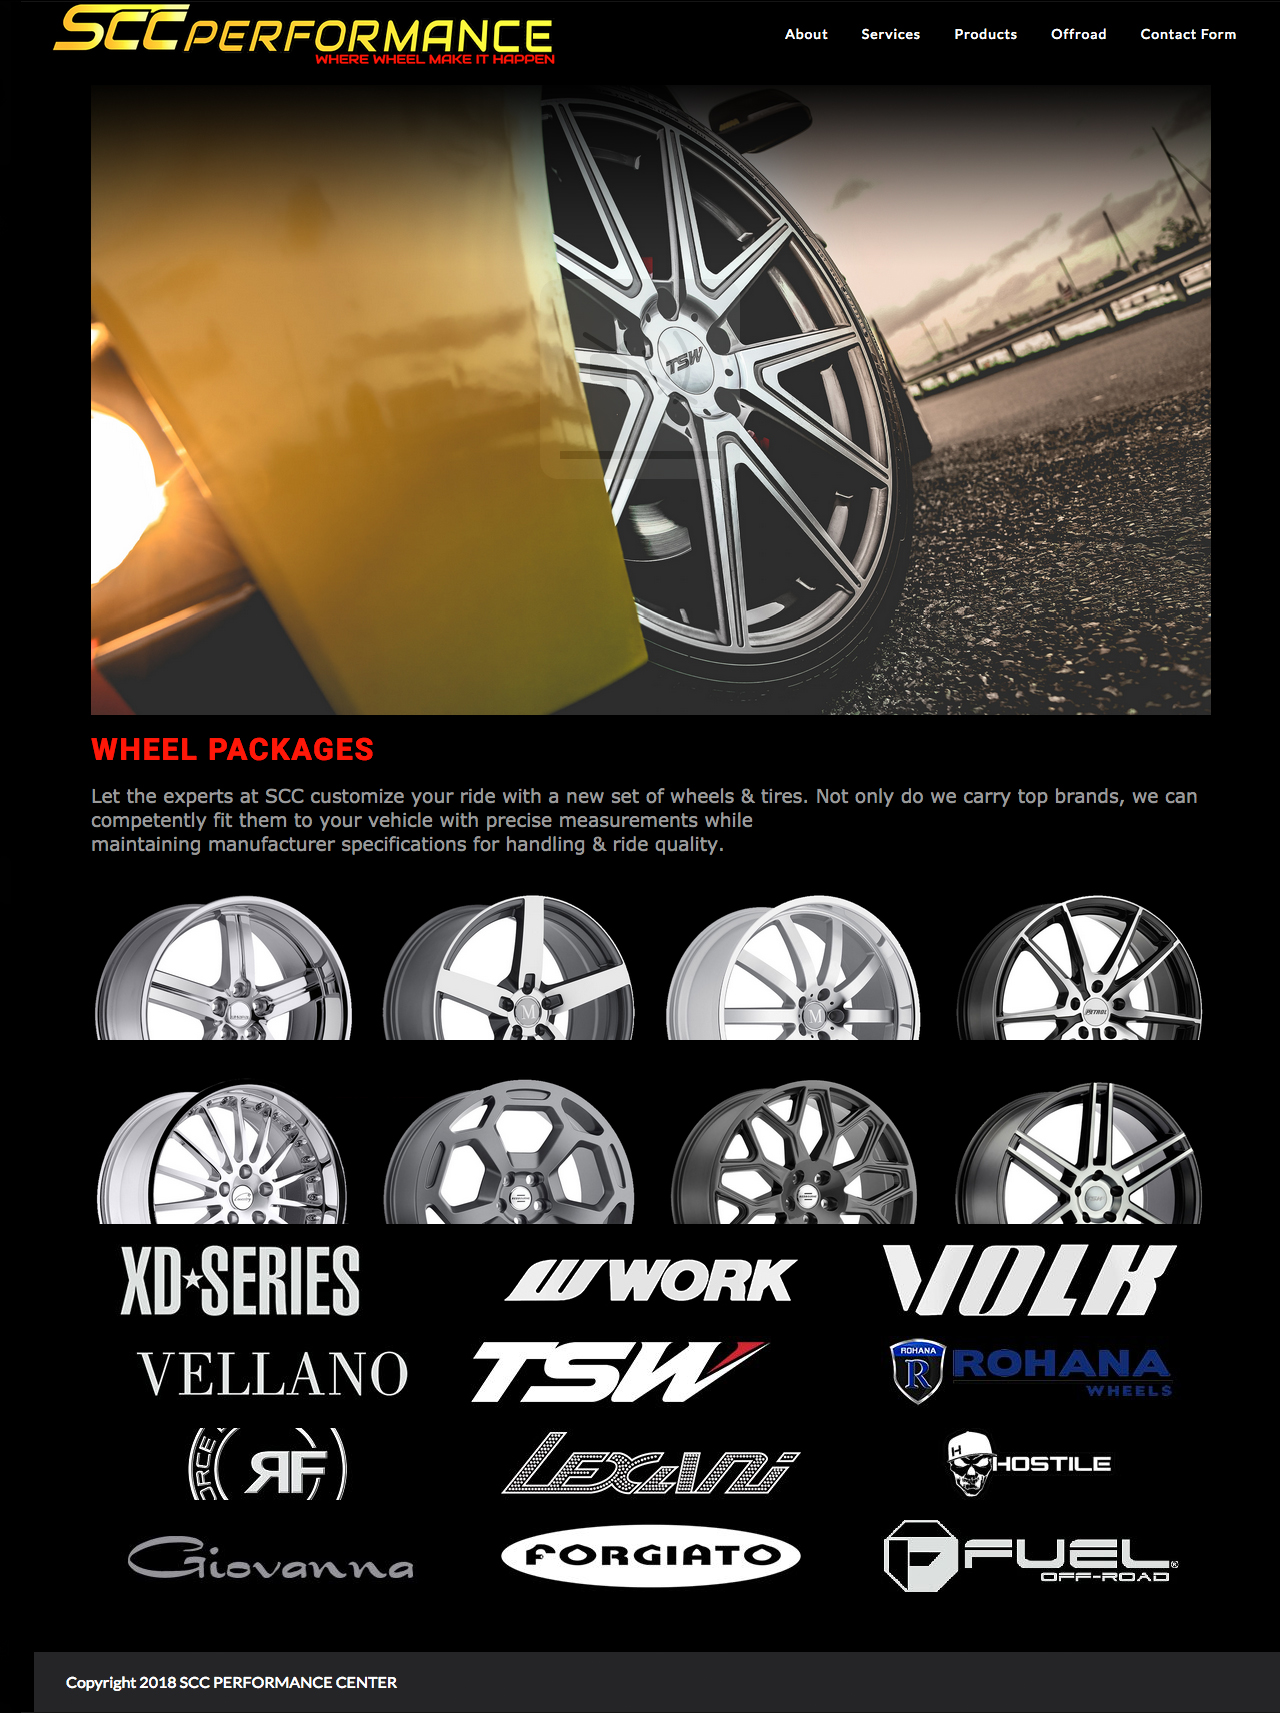 SCC PERFORMANCE
WHERE WHEEL MAKE IT HAPPEN
About
Services
Products
Offroad
Contact Form
TSW
WHEEL PACKAGES
Let the experts at SCC customize your ride with a new set of wheels & tires. Not only do we carry top brands, we can
competently fit them to your vehicle with precise measurements while
maintaining manufacturer specifications for handling & ride quality.
M
M
PETROL
XD★SERIES
W WORK
VOLK
VELLANO
TSW
ROHANA
R
ROHANA
WHEELS
ORCE
RF
LEXANI
H
HOSTILE
Giovanna
FORGIATO
F FUEL®
OFF-ROAD
Copyright 2018 SCC PERFORMANCE CENTER